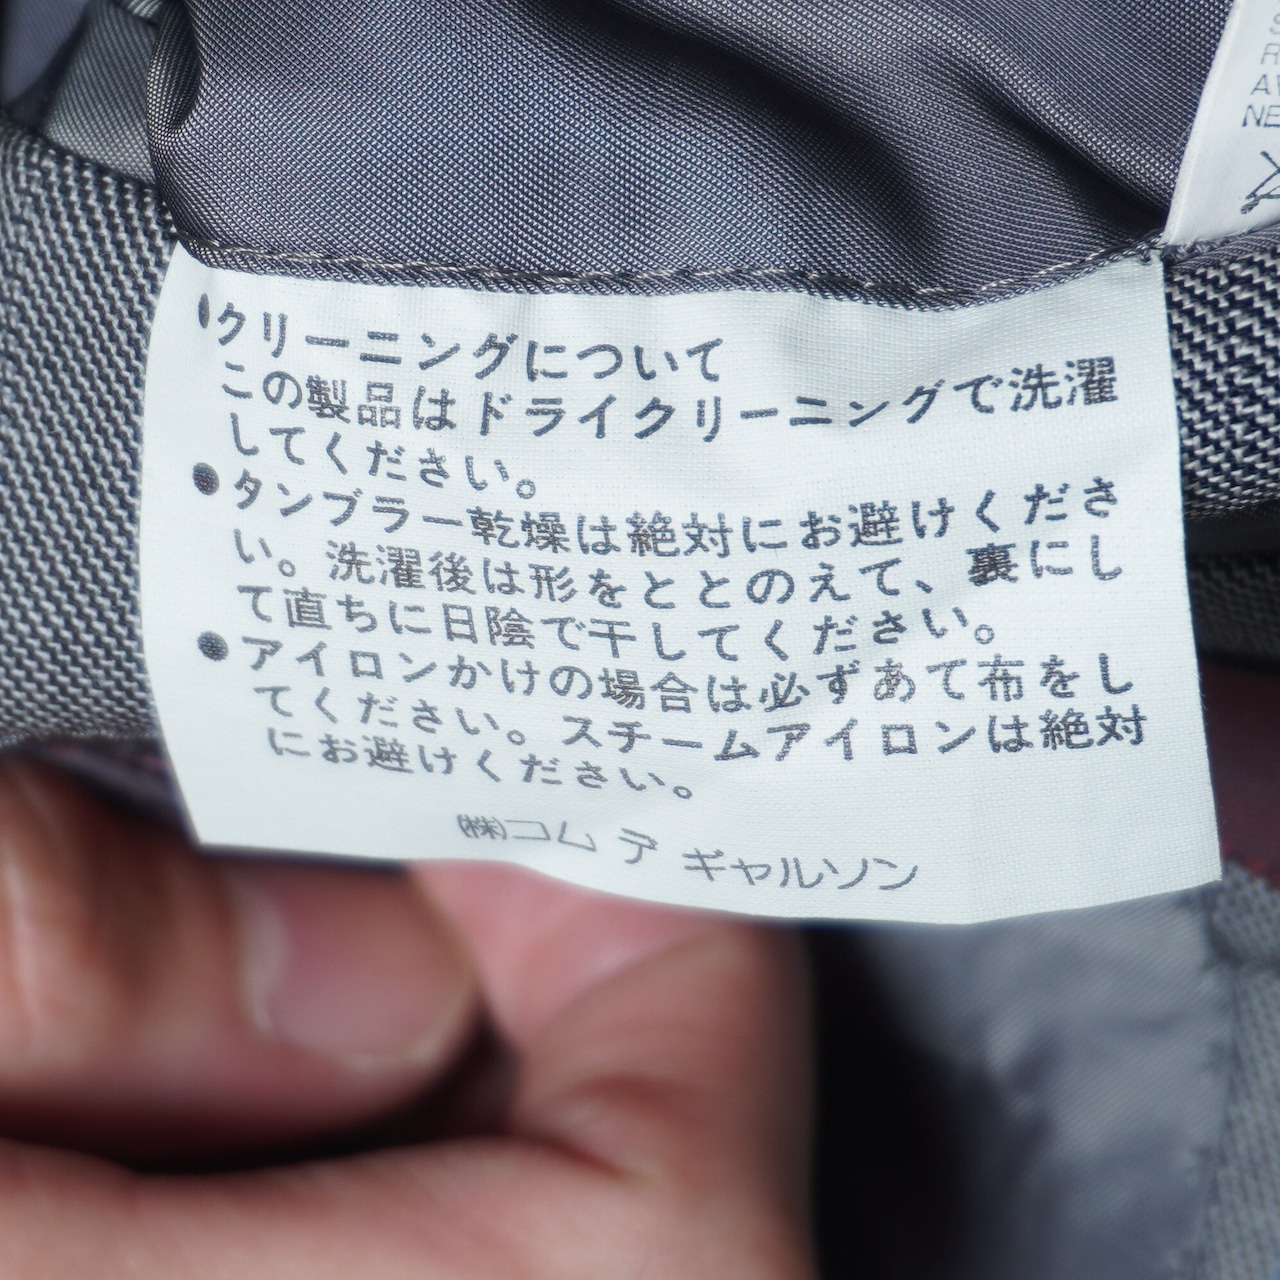 ●クリーニングについて
この製品はドライクリーニングで洗濯
してください。
●タンブラー乾燥は絶対にお避けくださ
い。洗濯後は形をととのえて、裏にし
て直ちに日陰で干してください。
●アイロンかけの場合は必ずあて布をし
てください。スチームアイロンは絶対
にお避けください。
㈱コム デ ギャルソン